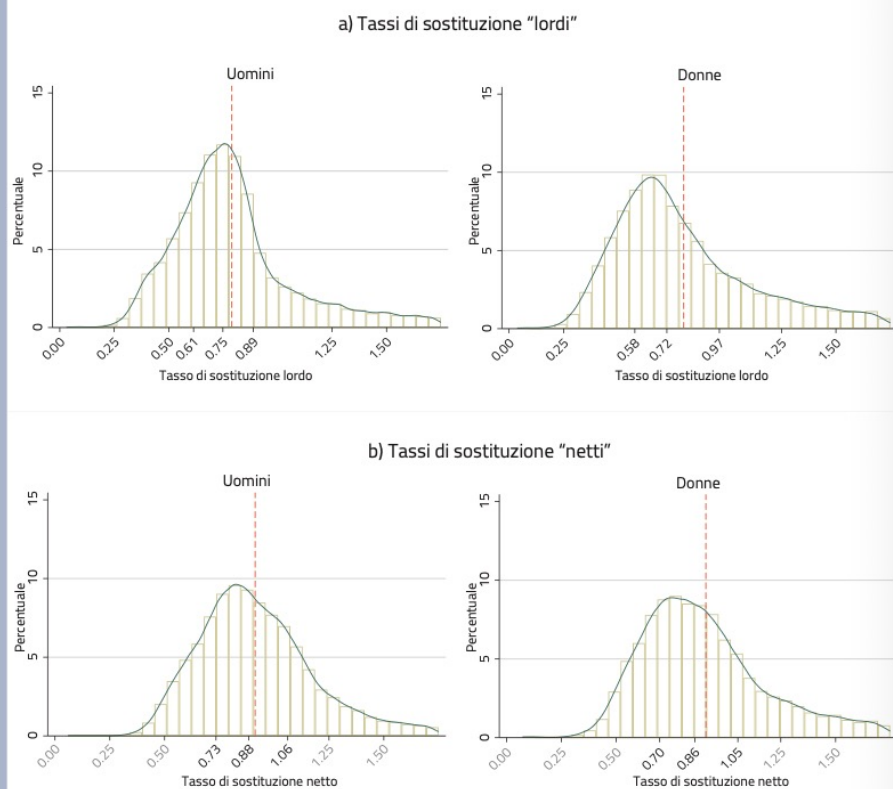 a) Tassi di sostituzione “lordi”
Uomini
Percentuale
15
10
5
0
0.00 0.25 0.50 0.61 0.75 0.89 1.25 1.50
Tasso di sostituzione lordo
Donne
Percentuale
15
10
5
0
0.00 0.25 0.58 0.72 0.97 1.25 1.50
Tasso di sostituzione lordo
b) Tassi di sostituzione “netti”
Uomini
Percentuale
15
10
5
0
0.00 0.25 0.50 0.73 0.88 1.06 1.25 1.50
Tasso di sostituzione netto
Donne
Percentuale
15
10
5
0
0.00 0.25 0.50 0.70 0.86 1.05 1.25 1.50
Tasso di sostituzione netto